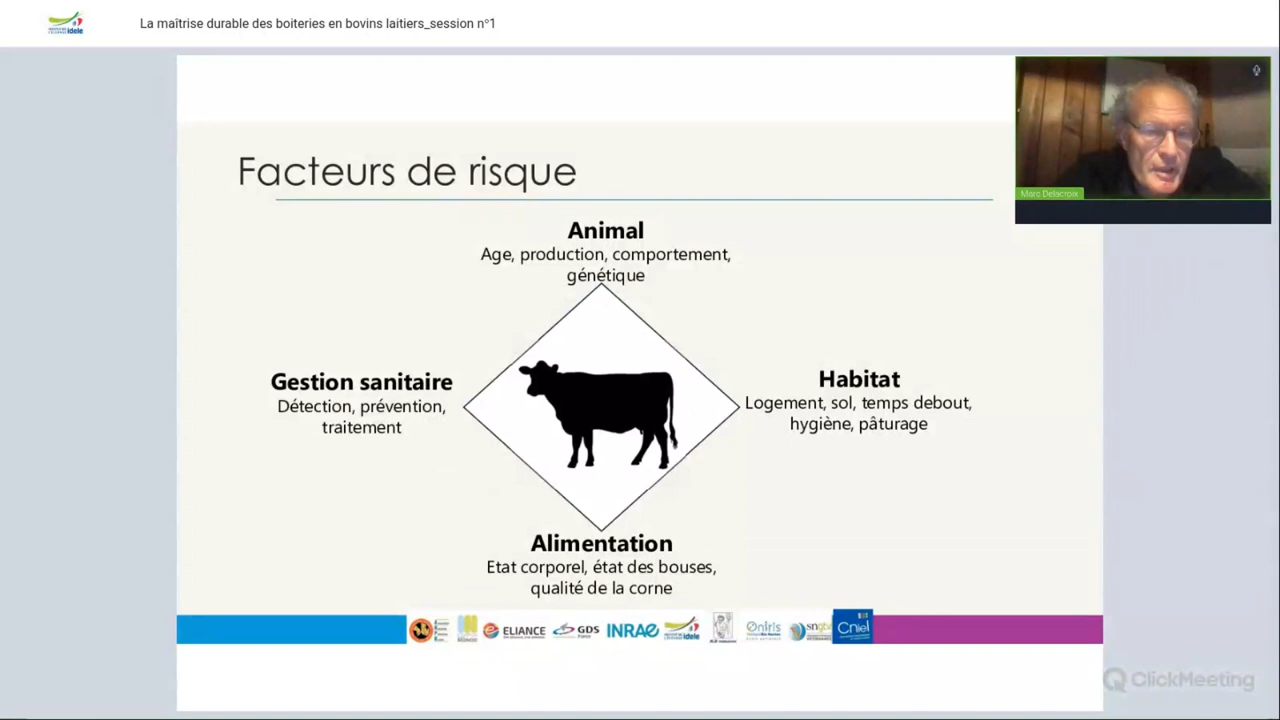 La maîtrise durable des boiteries en bovins laitiers_session n°1
idele
Facteurs de risque
Marc Delacroix
Animal
Age, production, comportement,
génétique
Gestion sanitaire
Détection, prévention,
traitement
Habitat
Logement, sol, temps debout,
hygiène, pâturage
Alimentation
Etat corporel, état des bouses,
qualité de la corne
ELIANCE
GDS
INRAE
idele
Oniris
Cniel
ClickMeeting